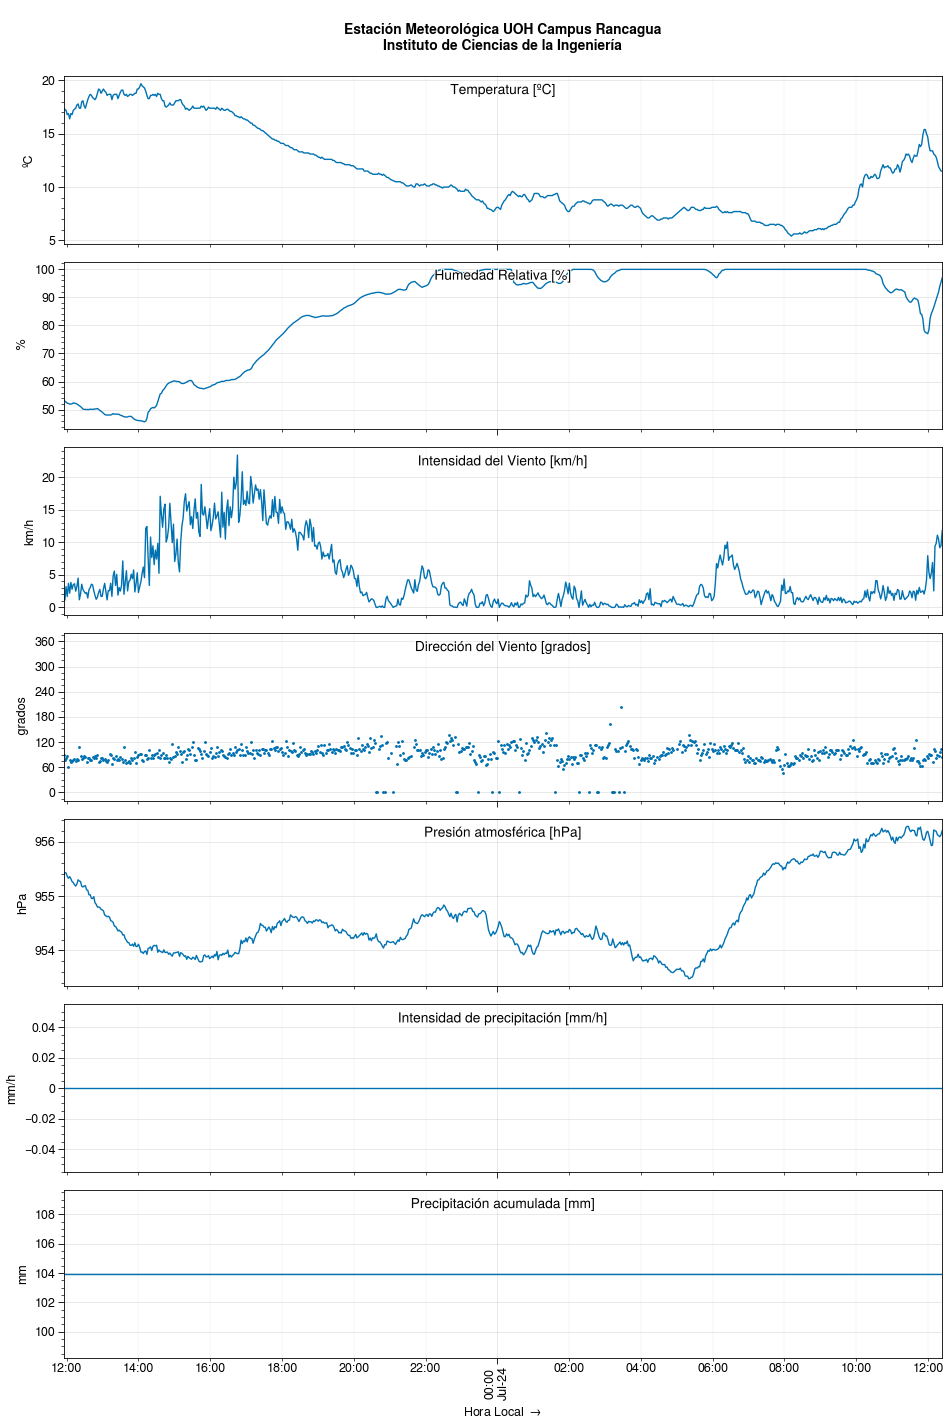 Estación Meteorológica UOH Campus Rancagua
Instituto de Ciencias de la Ingeniería
Temperatura [ºC]
ºC
20
15
10
5
Humedad Relativa [%]
%
100
90
80
70
60
50
Intensidad del Viento [km/h]
km/h
20
15
10
5
0
Dirección del Viento [grados]
grados
360
300
240
180
120
60
0
Presión atmosférica [hPa]
hPa
956
955
954
Intensidad de precipitación [mm/h]
mm/h
0.04
0.02
0
−0.02
−0.04
Precipitación acumulada [mm]
mm
108
106
104
102
100
12:00 14:00 16:00 18:00 20:00 22:00 00:00 02:00 04:00 06:00 08:00 10:00 12:00
Jul-24
Hora Local →